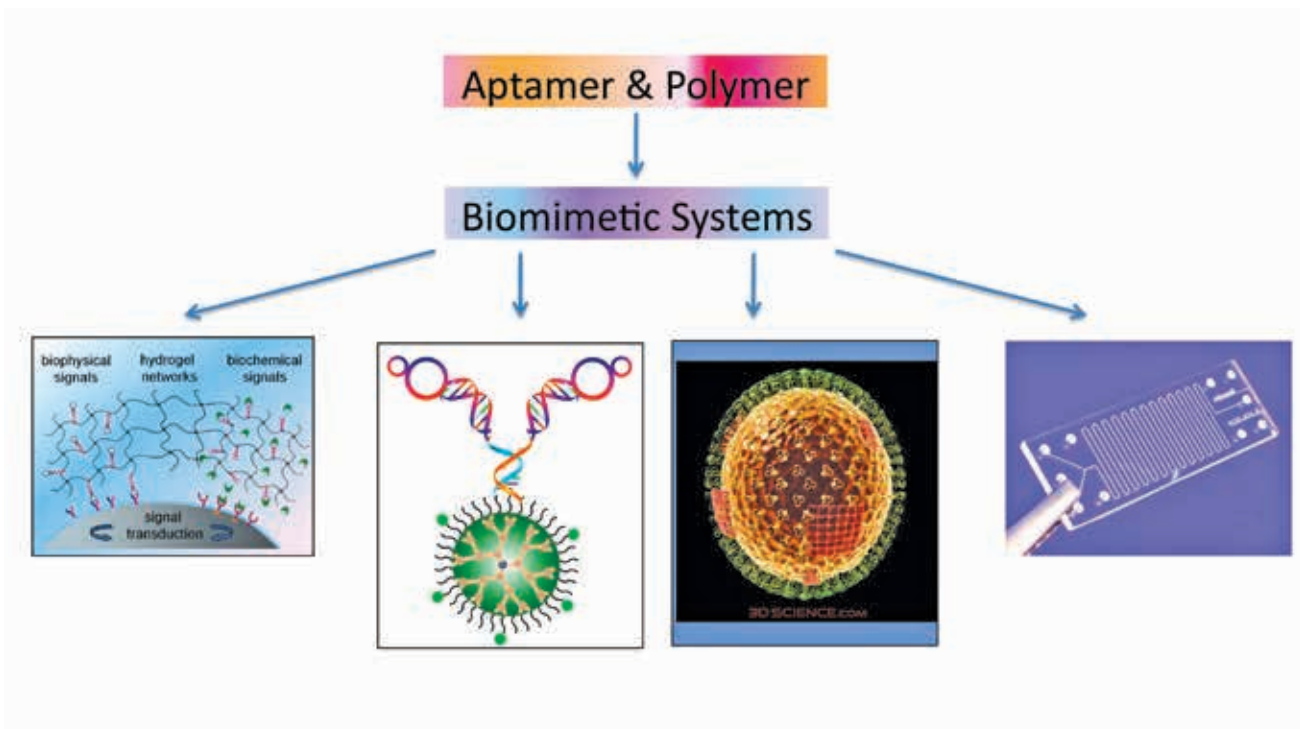 Aptamer & Polymer
Biomimetic Systems
biophysical signals
hydrogel networks
biochemical signals
signal transduction
3D SCIENCE.COM